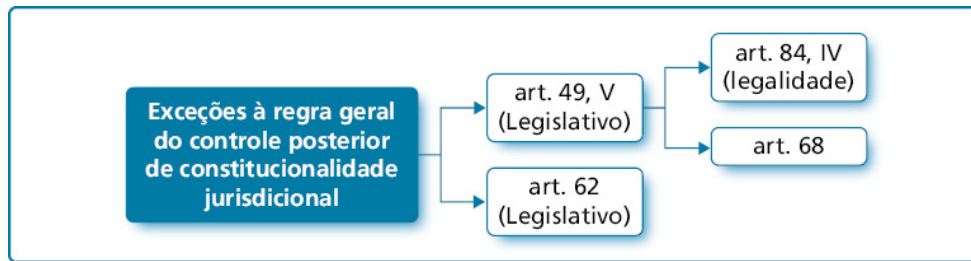 Exceções à regra geral
do controle posterior
de constitucionalidade
jurisdicional
art. 49, V
(Legislativo)
art. 84, IV
(legalidade)
art. 68
art. 62
(Legislativo)